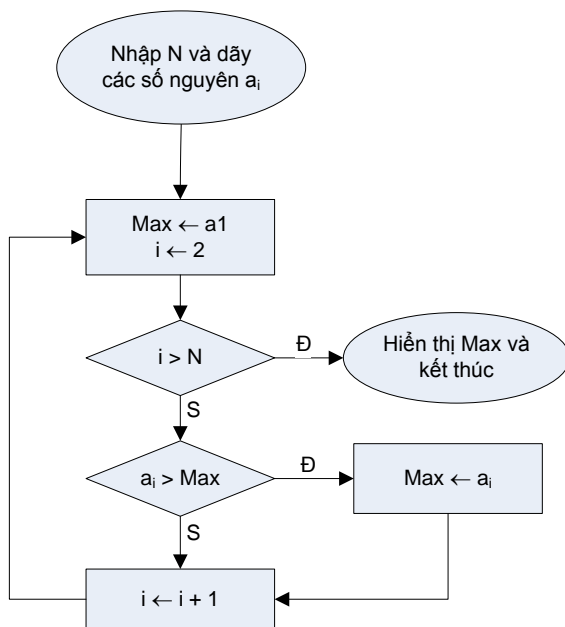 Nhập N và dãy
các số nguyên aᵢ
Max ← a1
i ← 2
i > N
Đ
Hiển thị Max và
kết thúc
S
aᵢ > Max
Đ
Max ← aᵢ
S
i ← i + 1